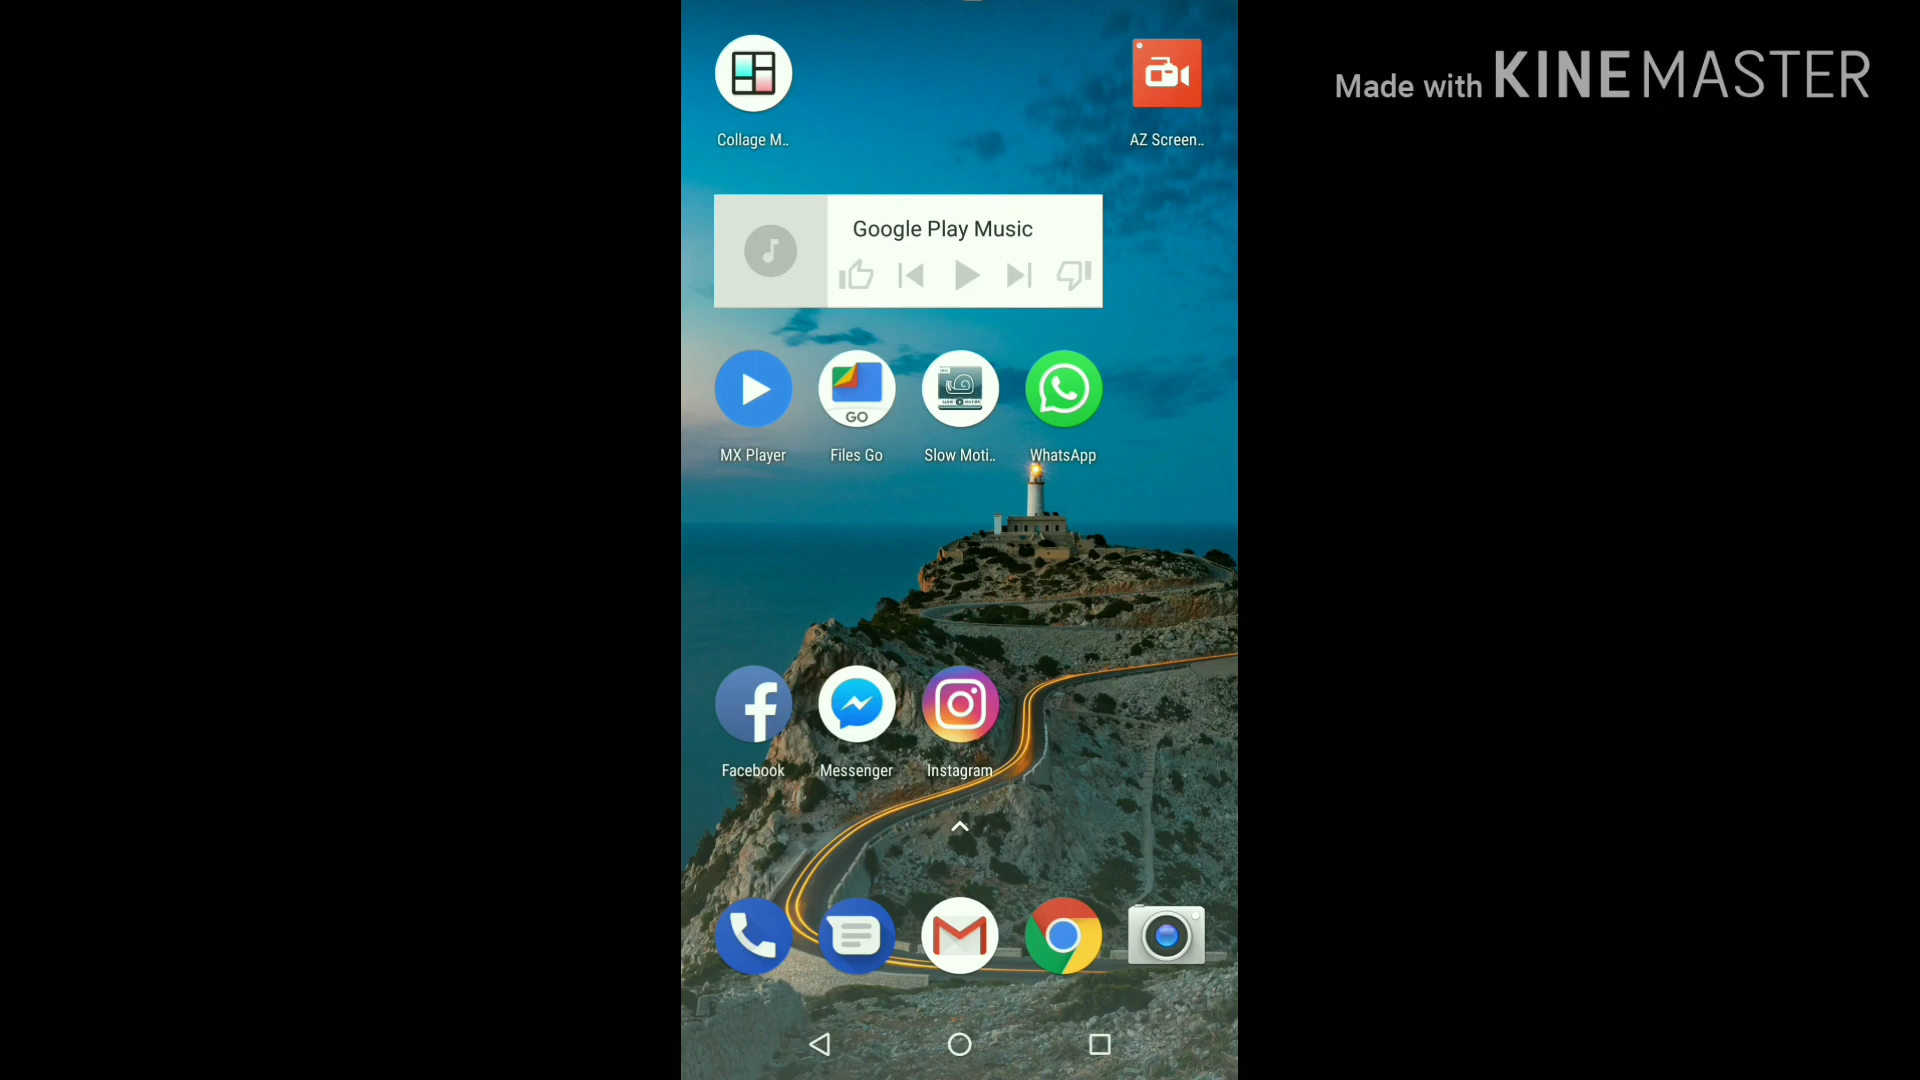 Made with KINEMASTER
Collage M..
AZ Screen..
Google Play Music
GO
MX Player
Files Go
Slow Moti..
WhatsApp
Facebook
Messenger
Instagram